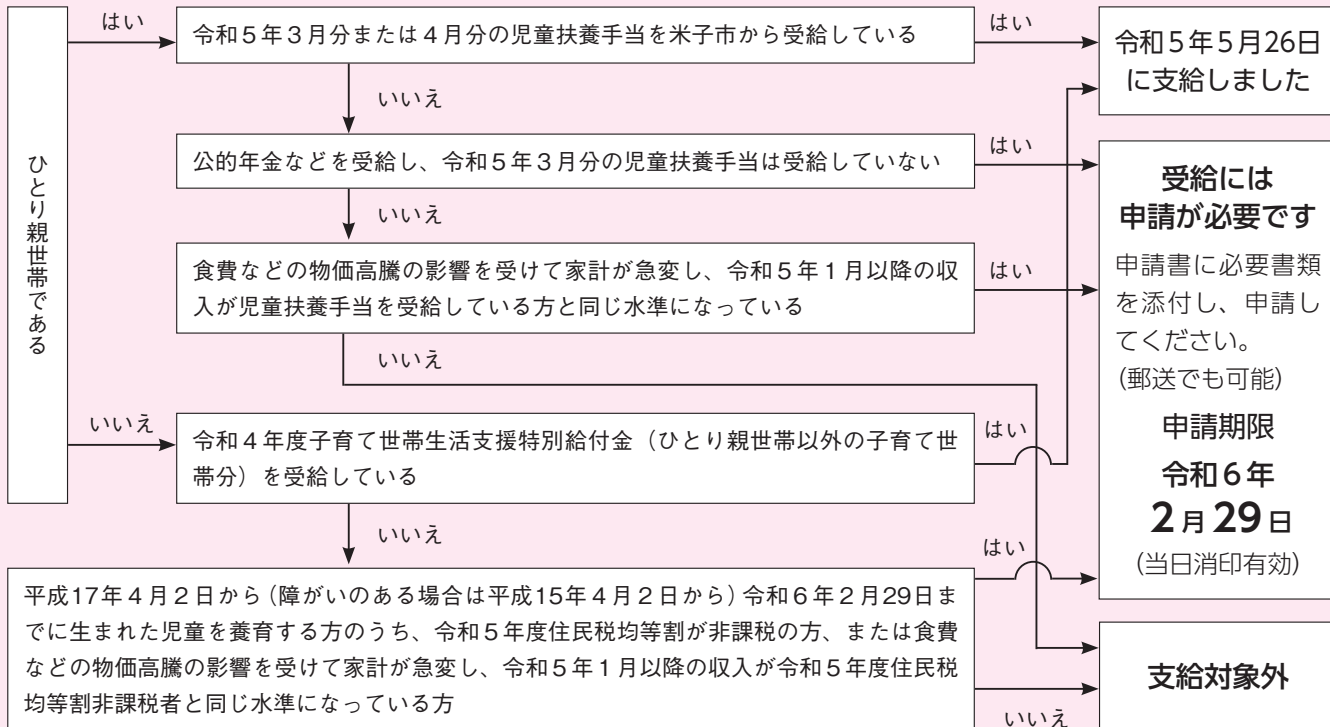 ひとり親世帯である
はい
令和5年3月分または4月分の児童扶養手当を米子市から受給している
はい
令和5年5月26日
に支給しました
いいえ
公的年金などを受給し、令和5年3月分の児童扶養手当は受給していない
はい
いいえ
食費などの物価高騰の影響を受けて家計が急変し、令和5年1月以降の収
入が児童扶養手当を受給している方と同じ水準になっている
はい
いいえ
受給には
申請が必要です
申請書に必要書類
を添付し、申請し
てください。
(郵送でも可能)
申請期限
令和6年
2月29日
(当日消印有効)
いいえ
令和4年度子育て世帯生活支援特別給付金(ひとり親世帯以外の子育て世
帯分)を受給している
はい
いいえ
平成17年4月2日から(障がいのある場合は平成15年4月2日から)令和6年2月29日ま
でに生まれた児童を養育する方のうち、令和5年度住民税均等割が非課税の方、または食費
などの物価高騰の影響を受けて家計が急変し、令和5年1月以降の収入が令和5年度住民税
均等割非課税者と同じ水準になっている方
はい
いいえ
支給対象外